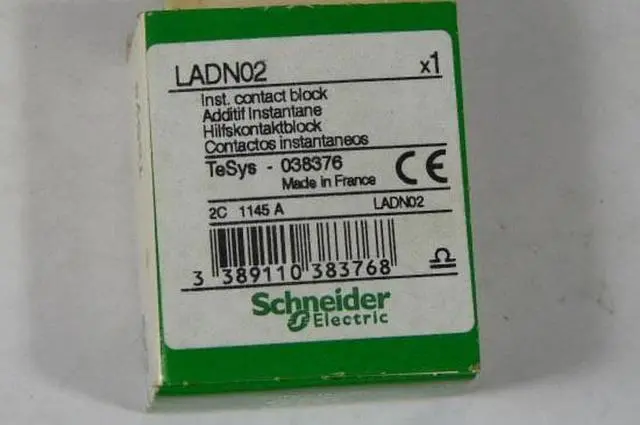 LADN02 x1
Inst. contact block
Additif Instantane
Hilfskontaktblock
Contactos instantaneos
TeSys - 038376
Made in France
CE
2C 1145 A LADN02
3 389110 383768
Schneider
Electric